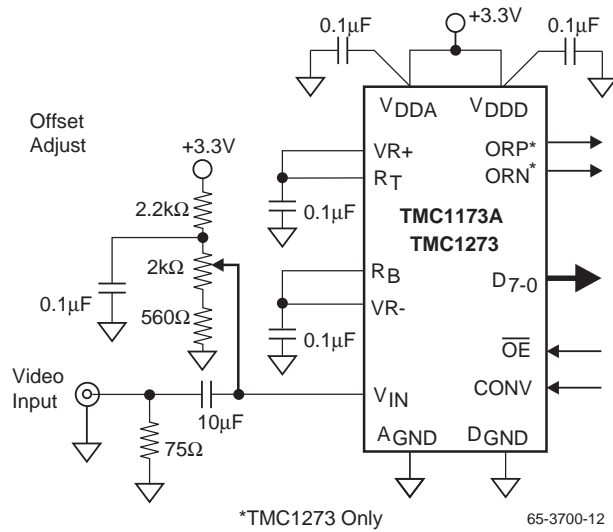 +3.3V
0.1μF
0.1μF
VDDA
VDDD
Offset
Adjust
+3.3V
VR+
RT
ORP*
ORN*
2.2kΩ
0.1μF
TMC1173A
TMC1273
2kΩ
RB
D7-0
0.1μF
VR-
560Ω
0.1μF
OE
Video
Input
VIN
CONV
10μF
75Ω
AGND
DGND
*TMC1273 Only
65-3700-12